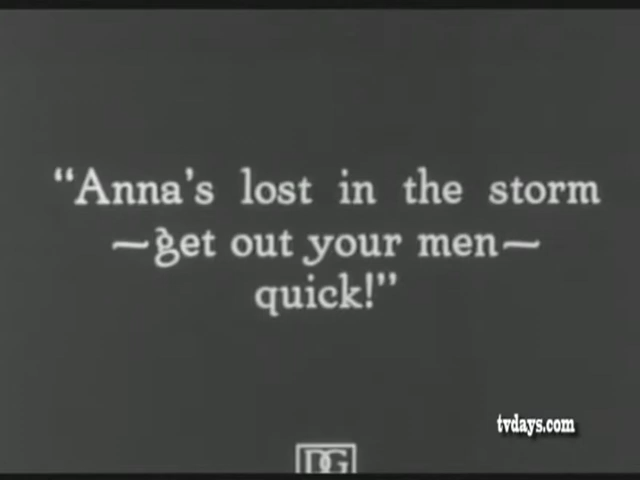 “Anna’s lost in the storm
—get out your men—
quick!”
tvdays.com
DG